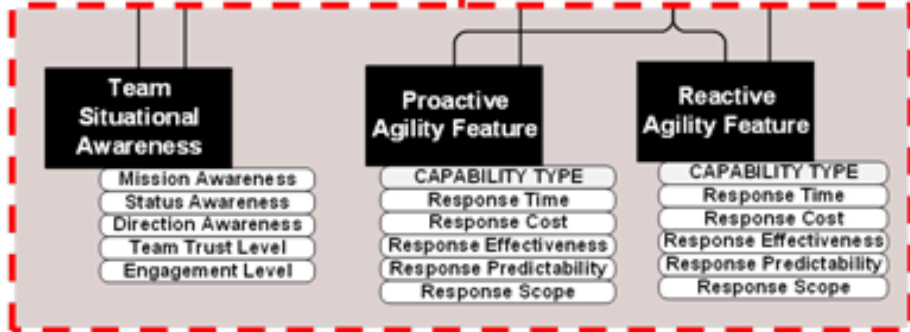 Team
Situational
Awareness
Mission Awareness
Status Awareness
Direction Awareness
Team Trust Level
Engagement Level
Proactive
Agility Feature
CAPABILITY TYPE
Response Time
Response Cost
Response Effectiveness
Response Predictability
Response Scope
Reactive
Agility Feature
CAPABILITY TYPE
Response Time
Response Cost
Response Effectiveness
Response Predictability
Response Scope